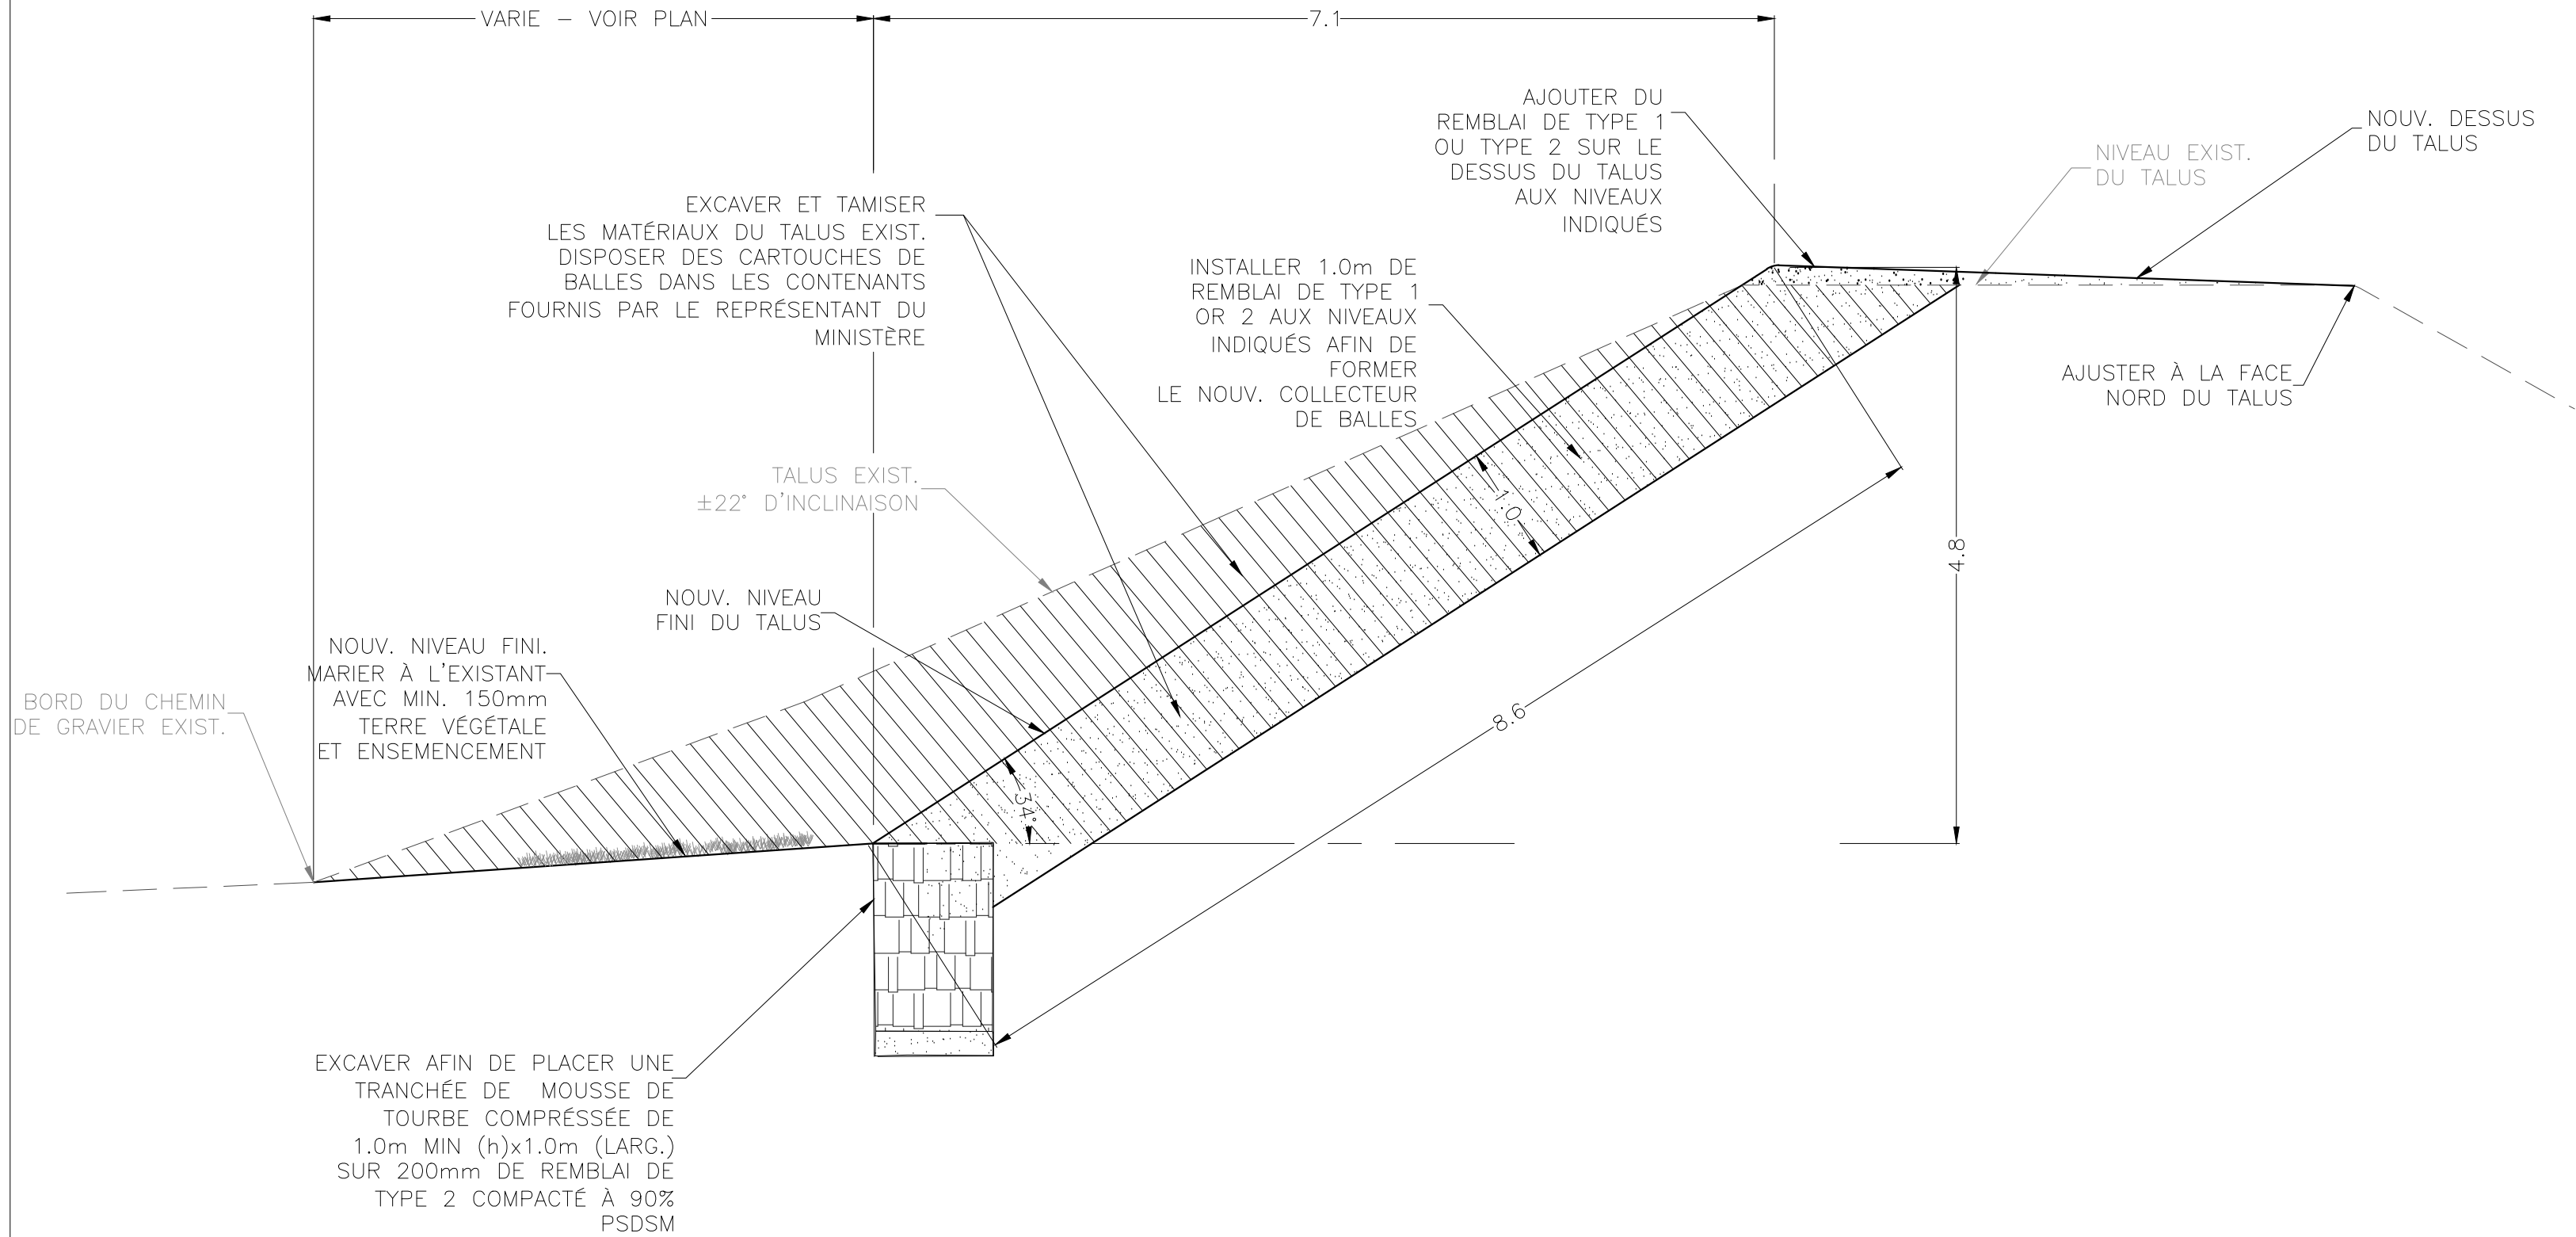 VARIE – VOIR PLAN
7.1
AJOUTER DU
REMBLAI DE TYPE 1
OU TYPE 2 SUR LE
DESSUS DU TALUS
AUX NIVEAUX
INDIQUÉS
NOUV. DESSUS
DU TALUS
NIVEAU EXIST.
DU TALUS
EXCAVER ET TAMISER
LES MATÉRIAUX DU TALUS EXIST.
DISPOSER DES CARTOUCHES DE
BALLES DANS LES CONTENANTS
FOURNIS PAR LE REPRÉSENTANT DU
MINISTÈRE
INSTALLER 1.0m DE
REMBLAI DE TYPE 1
OR 2 AUX NIVEAUX
INDIQUÉS AFIN DE
FORMER
LE NOUV. COLLECTEUR
DE BALLES
AJUSTER À LA FACE
NORD DU TALUS
TALUS EXIST.
±22° D'INCLINAISON
1.0
4.8
NOUV. NIVEAU
FINI DU TALUS
NOUV. NIVEAU FINI.
MARIER À L'EXISTANT
AVEC MIN. 150mm
TERRE VÉGÉTALE
ET ENSEMENCEMENT
BORD DU CHEMIN
DE GRAVIER EXIST.
8.6
34°
EXCAVER AFIN DE PLACER UNE
TRANCHÉE DE MOUSSE DE
TOURBE COMPRÉSSÉE DE
1.0m MIN (h)x1.0m (LARG.)
SUR 200mm DE REMBLAI DE
TYPE 2 COMPACTÉ À 90%
PSDSM